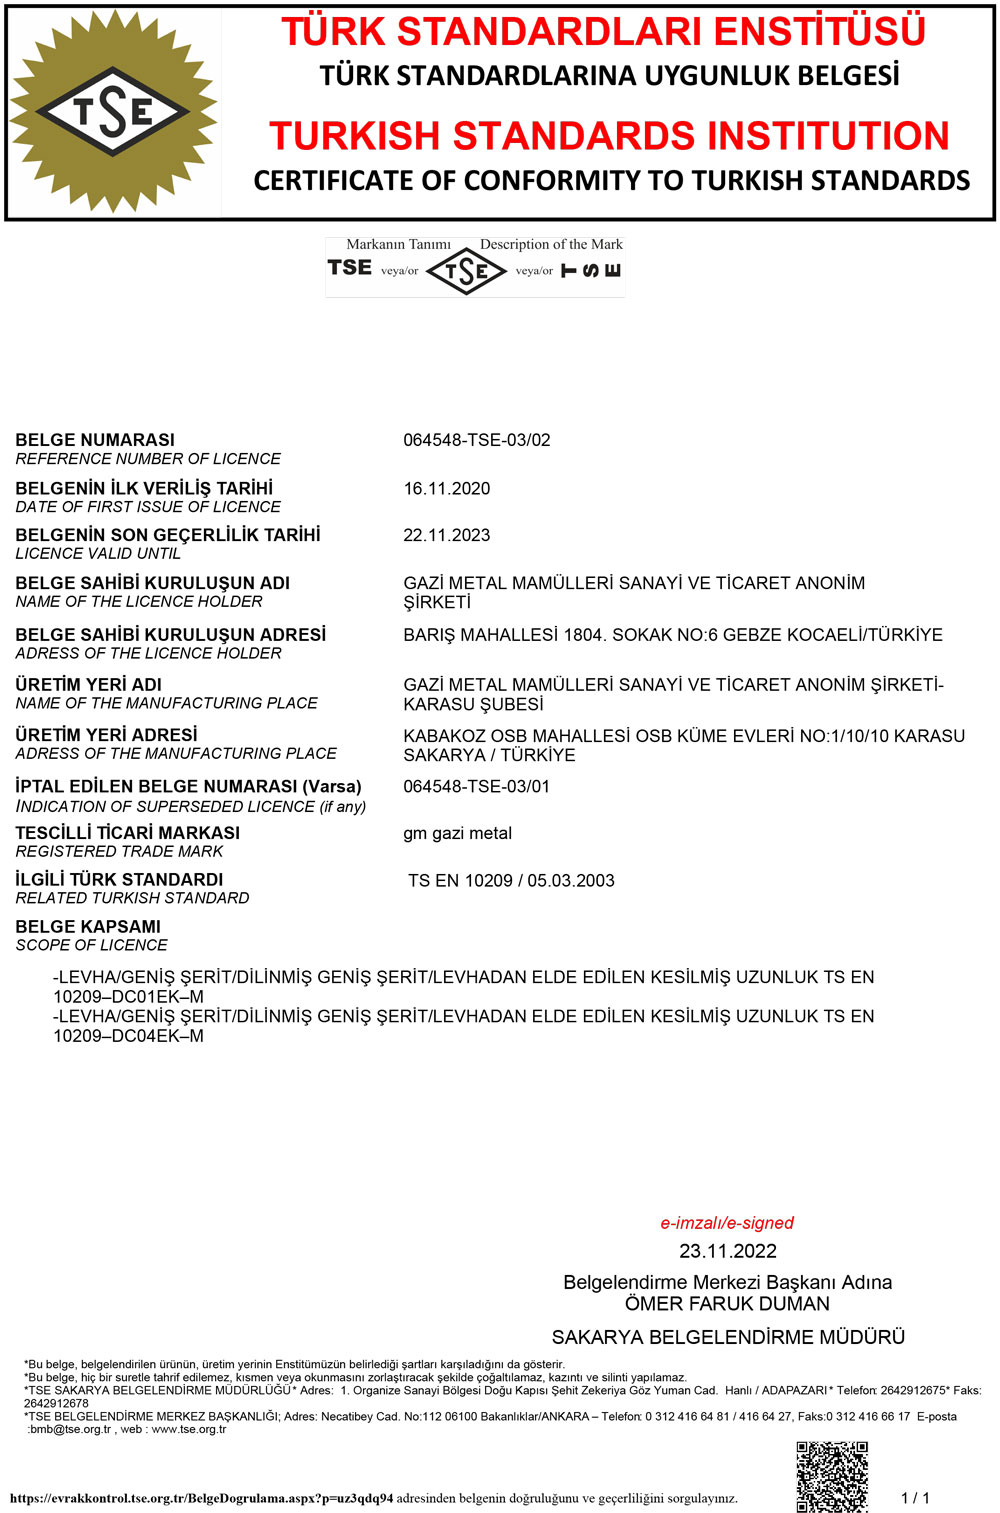 TSE
TÜRK STANDARDLARI ENSTİTÜSÜ
TÜRK STANDARDLARINA UYGUNLUK BELGESİ
TURKISH STANDARDS INSTITUTION
CERTIFICATE OF CONFORMITY TO TURKISH STANDARDS
Markanın Tanımı Description of the Mark
TSE veya/or TSE veya/or TSE
BELGE NUMARASI 064548-TSE-03/02
REFERENCE NUMBER OF LICENCE
BELGENİN İLK VERİLİŞ TARİHİ 16.11.2020
DATE OF FIRST ISSUE OF LICENCE
BELGENİN SON GEÇERLİLİK TARİHİ 22.11.2023
LICENCE VALID UNTIL
BELGE SAHİBİ KURULUŞUN ADI GAZİ METAL MAMÜLLERİ SANAYİ VE TİCARET ANONİM
NAME OF THE LICENCE HOLDER ŞİRKETİ
BELGE SAHİBİ KURULUŞUN ADRESİ BARIŞ MAHALLESİ 1804. SOKAK NO:6 GEBZE KOCAELİ/TÜRKİYE
ADRESS OF THE LICENCE HOLDER
ÜRETİM YERİ ADI GAZİ METAL MAMÜLLERİ SANAYİ VE TİCARET ANONİM ŞİRKETİ-
NAME OF THE MANUFACTURING PLACE KARASU ŞUBESİ
ÜRETİM YERİ ADRESİ KABAKOZ OSB MAHALLESİ OSB KÜME EVLERİ NO:1/10/10 KARASU
ADRESS OF THE MANUFACTURING PLACE SAKARYA / TÜRKİYE
İPTAL EDİLEN BELGE NUMARASI (Varsa) 064548-TSE-03/01
INDICATION OF SUPERSEDED LICENCE (if any)
TESCİLLİ TİCARİ MARKASI gm gazi metal
REGISTERED TRADE MARK
İLGİLİ TÜRK STANDARDI TS EN 10209 / 05.03.2003
RELATED TURKISH STANDARD
BELGE KAPSAMI
SCOPE OF LICENCE
-LEVHA/GENİŞ ŞERİT/DİLİNMİŞ GENİŞ ŞERİT/LEVHADAN ELDE EDİLEN KESİLMİŞ UZUNLUK TS EN
10209–DC01EK–M
-LEVHA/GENİŞ ŞERİT/DİLİNMİŞ GENİŞ ŞERİT/LEVHADAN ELDE EDİLEN KESİLMİŞ UZUNLUK TS EN
10209–DC04EK–M
e-imzalı/e-signed
23.11.2022
Belgelendirme Merkezi Başkanı Adına
ÖMER FARUK DUMAN
SAKARYA BELGELENDİRME MÜDÜRÜ
*Bu belge, belgelendirilen ürünün, üretim yerinin Enstitümüzün belirlediği şartları karşıladığını da gösterir.
*Bu belge, hiç bir suretle tahrif edilemez, kısmen veya okunmasını zorlaştıracak şekilde çoğaltılamaz, kazıntı ve silinti yapılamaz.
*TSE SAKARYA BELGELENDİRME MÜDÜRLÜĞÜ* Adres: 1. Organize Sanayi Bölgesi Doğu Kapısı Şehit Zekeriya Göz Yuman Cad. Hanlı / ADAPAZARI* Telefon: 2642912675* Faks:
2642912678
*TSE BELGELENDİRME MERKEZ BAŞKANLIĞI; Adres: Necatibey Cad. No:112 06100 Bakanlıklar/ANKARA – Telefon: 0 312 416 64 81 / 416 64 27, Faks:0 312 416 66 17 E-posta
:bmb@tse.org.tr , web : www.tse.org.tr
https://evrakkontrol.tse.org.tr/BelgeDogrulama.aspx?p=uz3qdq94 adresinden belgenin doğruluğunu ve geçerliliğini sorgulayınız.
1 / 1